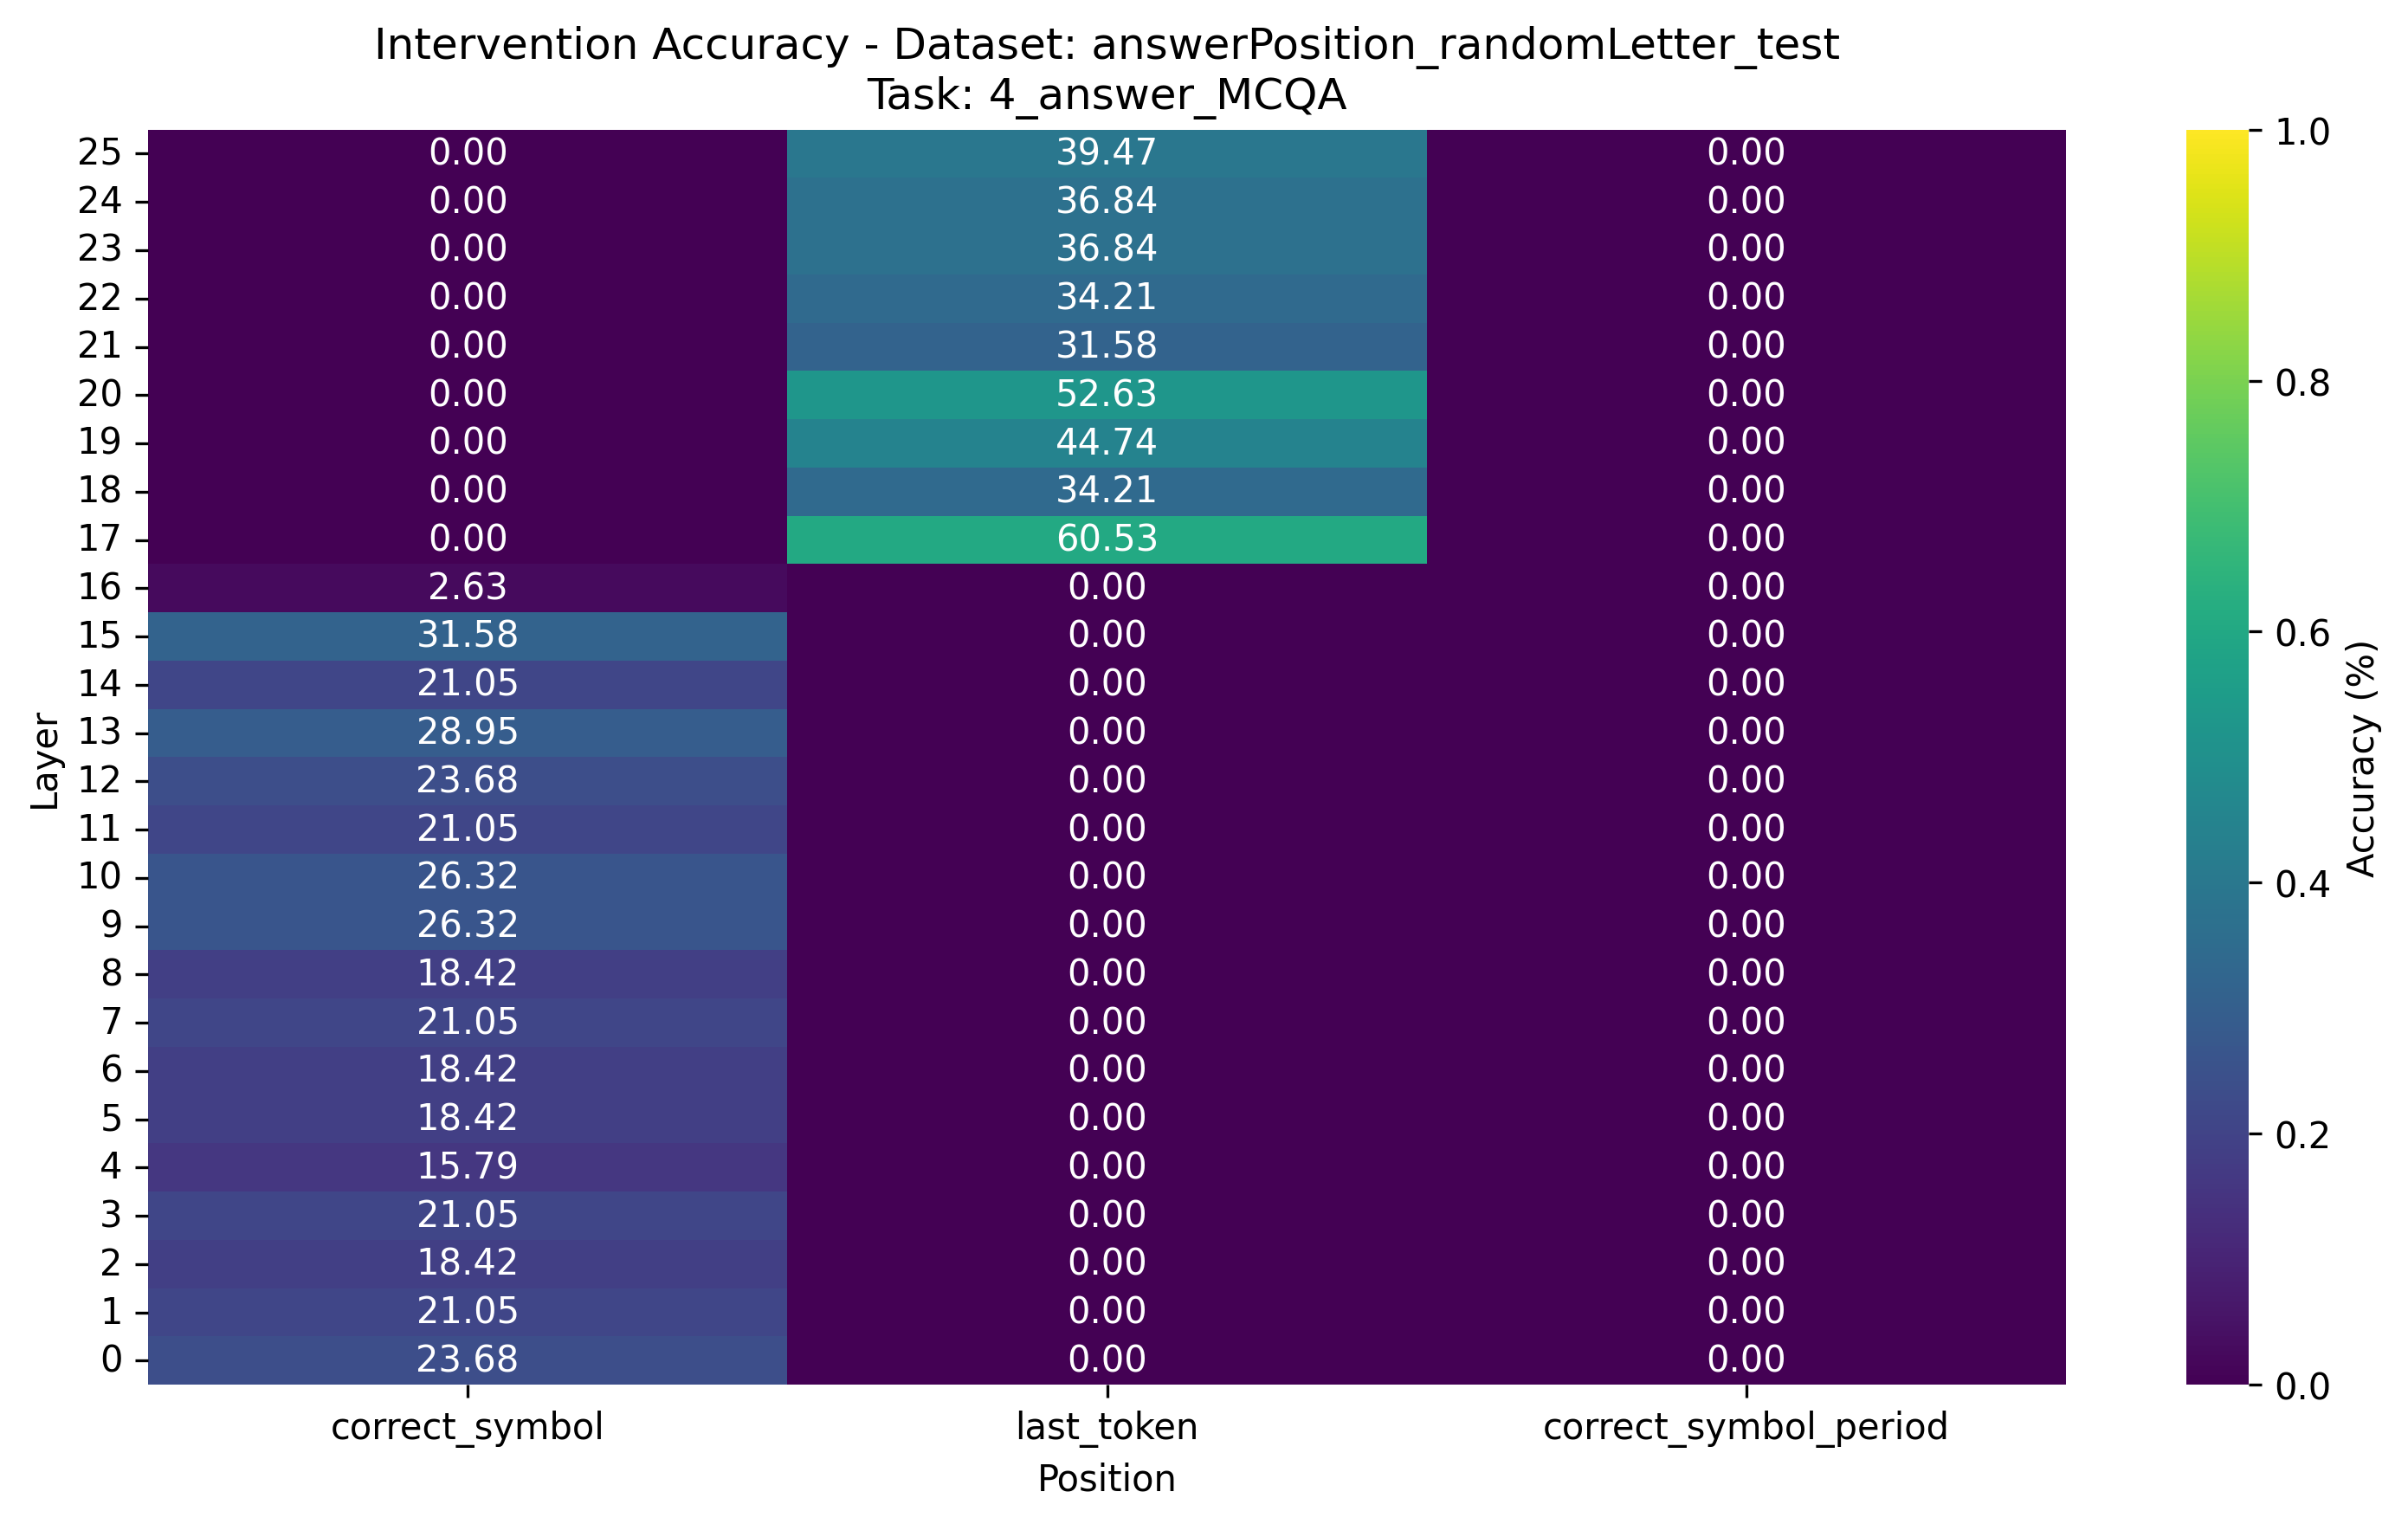 Intervention Accuracy - Dataset: answerPosition_randomLetter_test
Task: 4_answer_MCQA
25 0.00 39.47 0.00
24 0.00 36.84 0.00
23 0.00 36.84 0.00
22 0.00 34.21 0.00
21 0.00 31.58 0.00
20 0.00 52.63 0.00
19 0.00 44.74 0.00
18 0.00 34.21 0.00
17 0.00 60.53 0.00
16 2.63 0.00 0.00
15 31.58 0.00 0.00
14 21.05 0.00 0.00
13 28.95 0.00 0.00
12 23.68 0.00 0.00
11 21.05 0.00 0.00
10 26.32 0.00 0.00
9 26.32 0.00 0.00
8 18.42 0.00 0.00
7 21.05 0.00 0.00
6 18.42 0.00 0.00
5 18.42 0.00 0.00
4 15.79 0.00 0.00
3 21.05 0.00 0.00
2 18.42 0.00 0.00
1 21.05 0.00 0.00
0 23.68 0.00 0.00
correct_symbol last_token correct_symbol_period
Position
Layer
1.0
0.8
0.6
0.4
0.2
0.0
Accuracy (%)